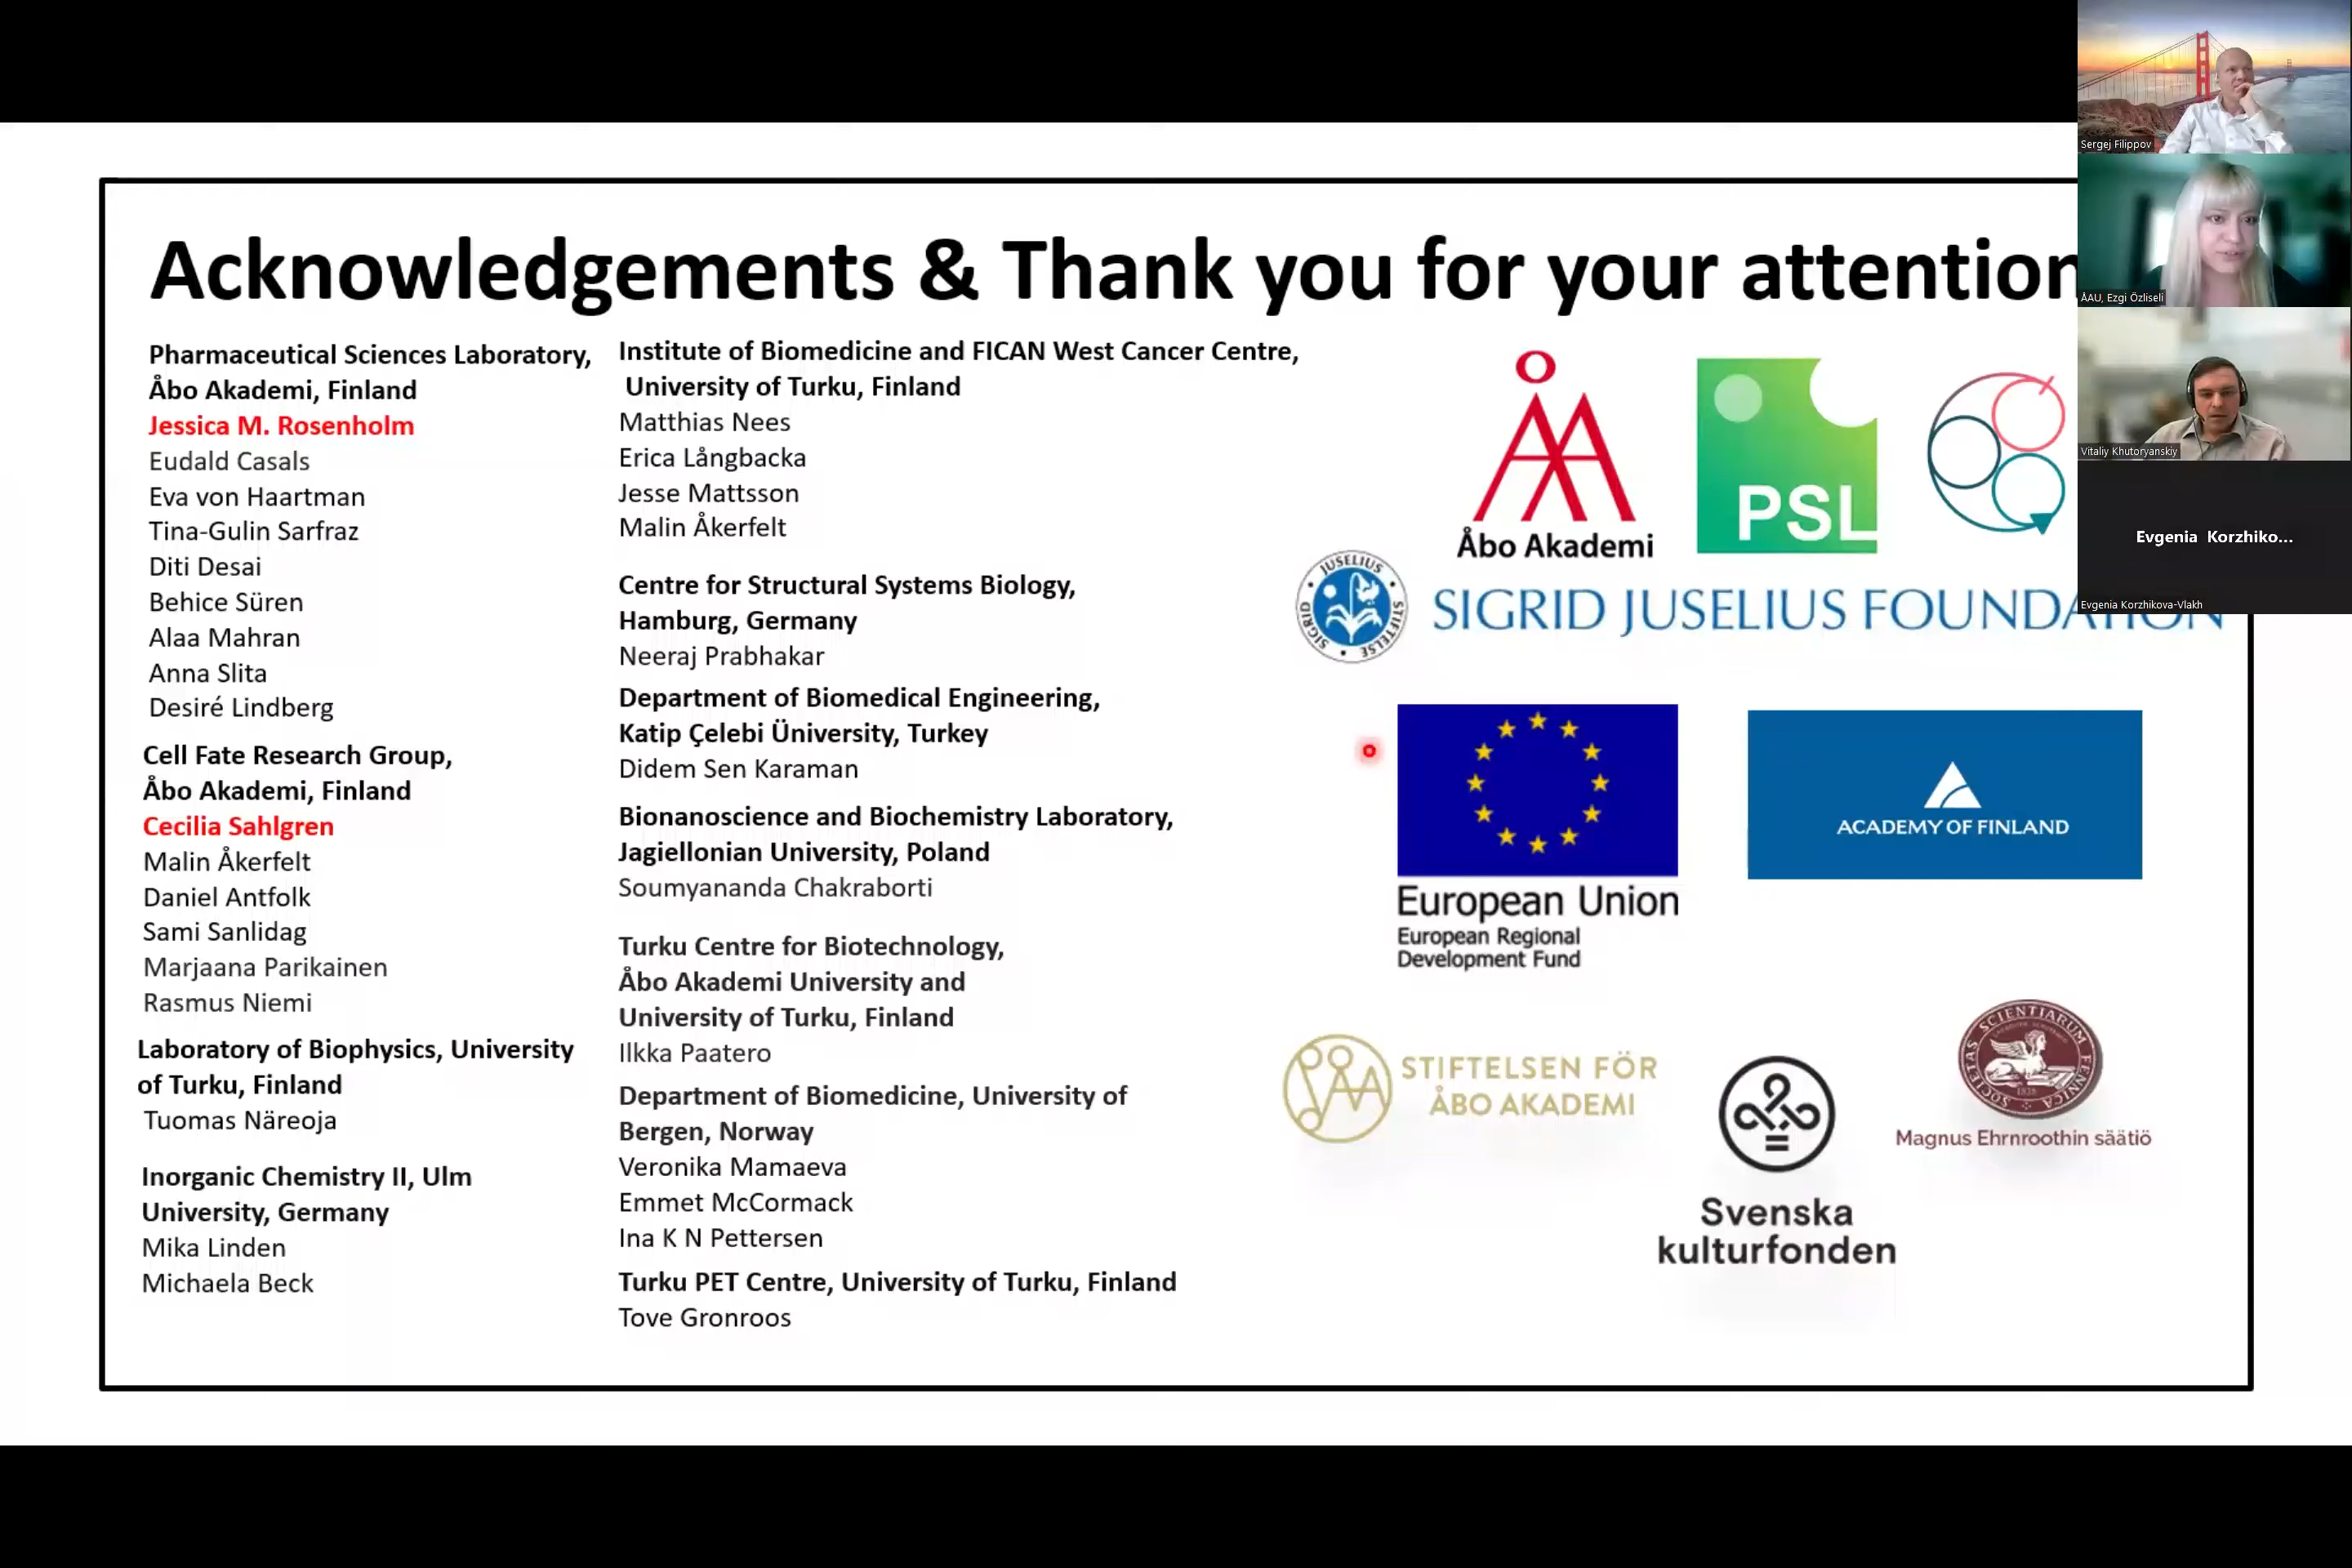 Acknowledgements & Thank you for your attention
Pharmaceutical Sciences Laboratory,
Åbo Akademi, Finland
Jessica M. Rosenholm
Eudald Casals
Eva von Haartman
Tina-Gulin Sarfraz
Diti Desai
Behice Süren
Alaa Mahran
Anna Slita
Desiré Lindberg
Cell Fate Research Group,
Åbo Akademi, Finland
Cecilia Sahlgren
Malin Åkerfelt
Daniel Antfolk
Sami Sanlidag
Marjaana Parikainen
Rasmus Niemi
Laboratory of Biophysics, University
of Turku, Finland
Tuomas Näreoja
Inorganic Chemistry II, Ulm
University, Germany
Mika Linden
Michaela Beck
Institute of Biomedicine and FICAN West Cancer Centre,
University of Turku, Finland
Matthias Nees
Erica Långbacka
Jesse Mattsson
Malin Åkerfelt
Centre for Structural Systems Biology,
Hamburg, Germany
Neeraj Prabhakar
Department of Biomedical Engineering,
Katip Çelebi Üniversity, Turkey
Didem Sen Karaman
Bionanoscience and Biochemistry Laboratory,
Jagiellonian University, Poland
Soumyananda Chakraborti
Turku Centre for Biotechnology,
Åbo Akademi University and
University of Turku, Finland
Ilkka Paatero
Department of Biomedicine, University of
Bergen, Norway
Veronika Mamaeva
Emmet McCormack
Ina K N Pettersen
Turku PET Centre, University of Turku, Finland
Tove Gronroos
Åbo Akademi
PSL
SIGRID JUSELIUS STIFTELSE
SIGRID JUSELIUS FOUNDATION
European Union
European Regional
Development Fund
ACADEMY OF FINLAND
STIFTELSEN FÖR
ÅBO AKADEMI
Svenska
kulturfonden
SOCIETAS SCIENTIARUM FENNICA
Magnus Ehrnroothin säätiö
Sergej Filippov
ÅAU, Ezgi Özliseli
Vitaliy Khutoryanskiy
Evgenia Korzhiko...
Evgenia Korzhikova-Vlakh